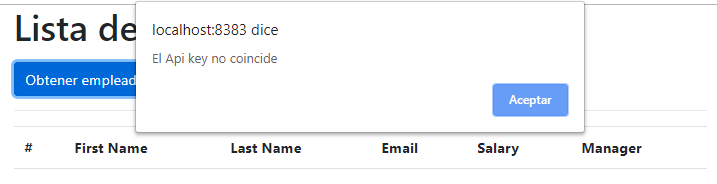 Lista de
localhost:8383 dice
El Api key no coincide
Obtener emplead
Aceptar
# First Name Last Name Email Salary Manager